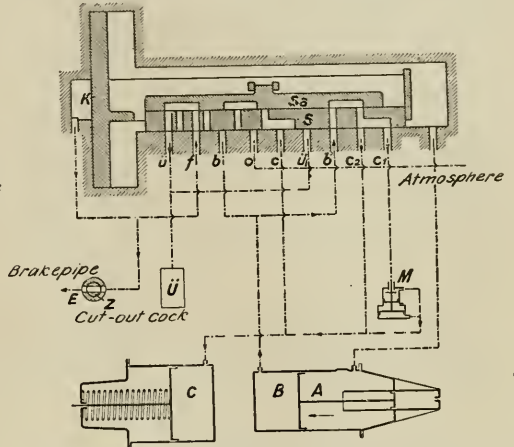 K
Sa
S
ü f b o c ü b c₂ c₁
Atmosphere
Brakepipe
E
Z
Cut-out cock
Ü
M
C
B
A